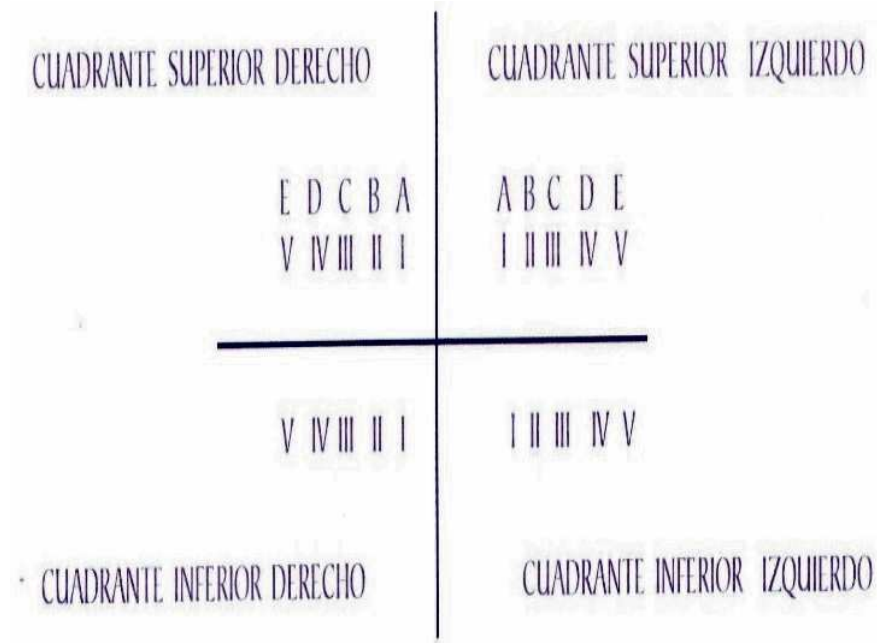 CUADRANTE SUPERIOR DERECHO
CUADRANTE SUPERIOR IZQUIERDO
E D C B A
A B C D E
V IV III II I
I II III IV V
V IV III II I
I II III IV V
CUADRANTE INFERIOR DERECHO
CUADRANTE INFERIOR IZQUIERDO